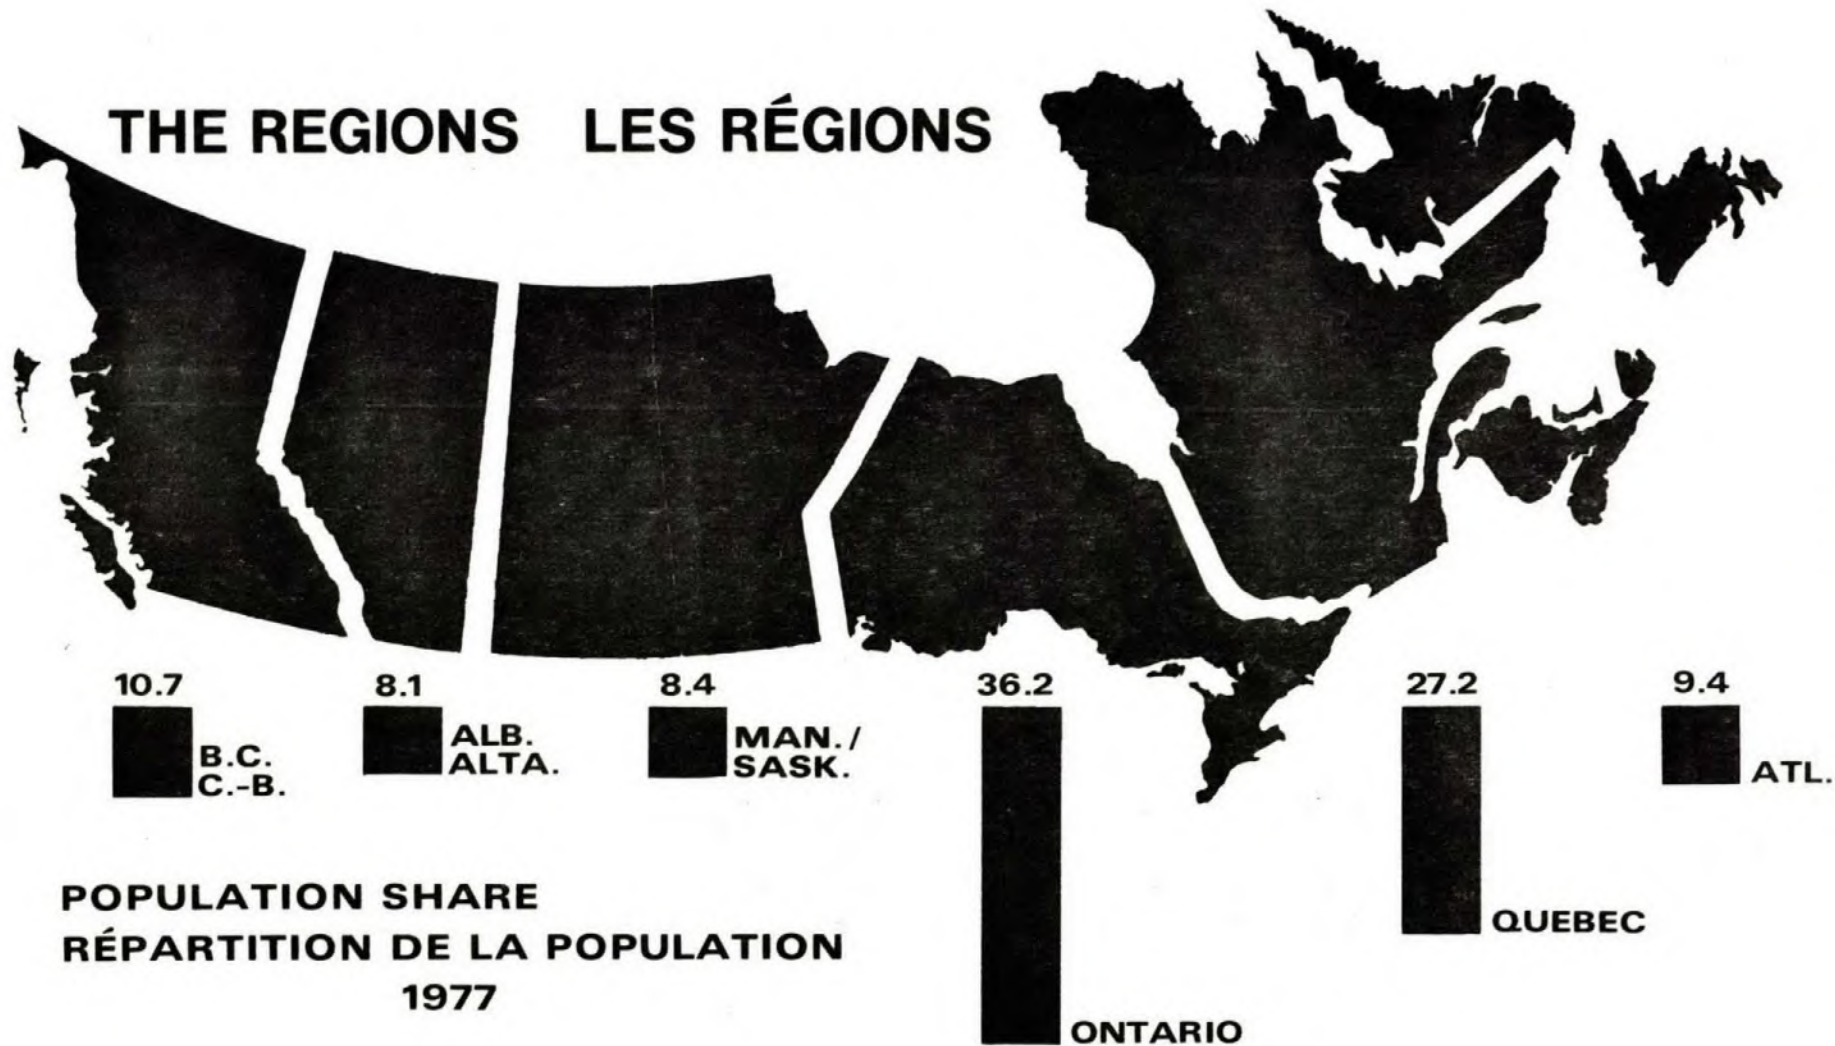 THE REGIONS LES RÉGIONS
10.7
B.C.
C.-B.
8.1
ALB.
ALTA.
8.4
MAN./
SASK.
36.2
ONTARIO
27.2
QUEBEC
9.4
ATL.
POPULATION SHARE
RÉPARTITION DE LA POPULATION
1977